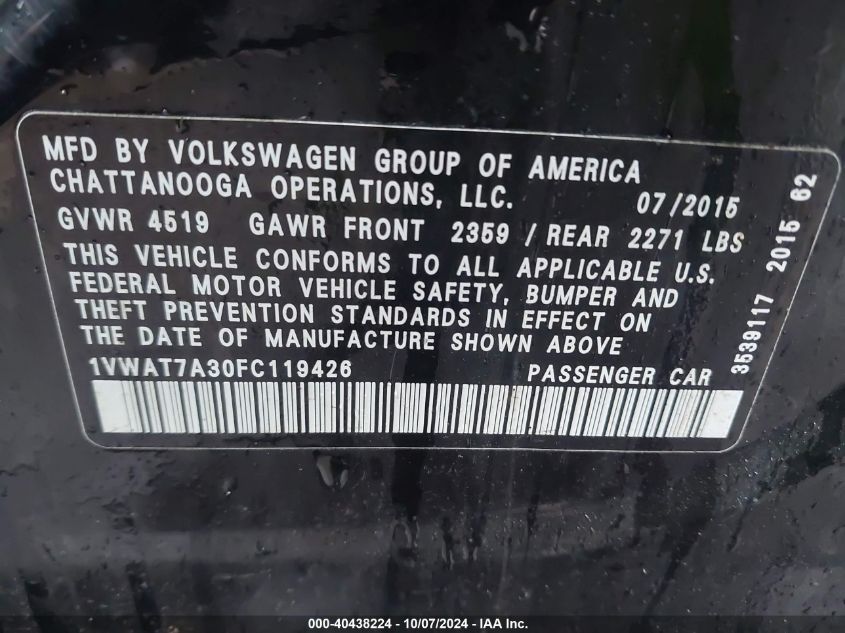 MFD BY VOLKSWAGEN GROUP OF AMERICA
CHATTANOOGA OPERATIONS, LLC. 07/2015
GVWR 4519 GAWR FRONT 2359 / REAR 2271 LBS
THIS VEHICLE CONFORMS TO ALL APPLICABLE U.S.
FEDERAL MOTOR VEHICLE SAFETY, BUMPER AND
THEFT PREVENTION STANDARDS IN EFFECT ON
THE DATE OF MANUFACTURE SHOWN ABOVE
1VWAT7A30FC119426 PASSENGER CAR
3539117 2015 62
000-40438224 - 10/07/2024 - IAA Inc.